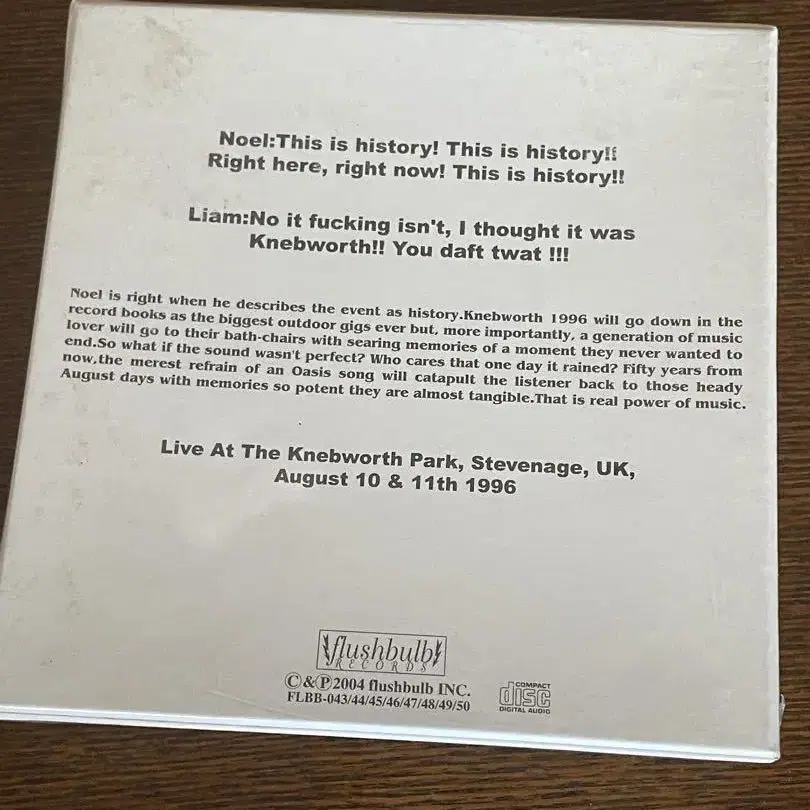 Noel:This is history! This is history!!
Right here, right now! This is history!!
Liam:No it fucking isn't, I thought it was
Knebworth!! You daft twat !!!
Noel is right when he describes the event as history.Knebworth 1996 will go down in the
record books as the biggest outdoor gigs ever but, more importantly, a generation of music
lover will go to their bath-chairs with searing memories of a moment they never wanted to
end.So what if the sound wasn't perfect? Who cares that one day it rained? Fifty years from
now,the merest refrain of an Oasis song will catapult the listener back to those heady
August days with memories so potent they are almost tangible.That is real power of music.
Live At The Knebworth Park, Stevenage, UK,
August 10 & 11th 1996
flushbulb
RECORDS
©&℗2004 flushbulb INC.
FLBB-043/44/45/46/47/48/49/50
COMPACT
disc
DIGITAL AUDIO